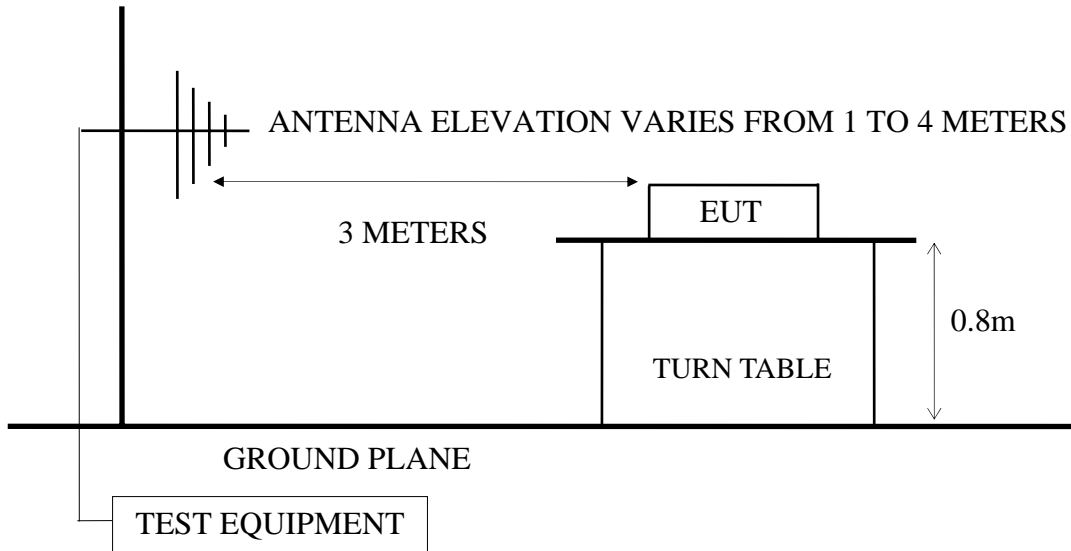 ANTENNA ELEVATION VARIES FROM 1 TO 4 METERS
EUT
3 METERS
0.8m
TURN TABLE
GROUND PLANE
TEST EQUIPMENT